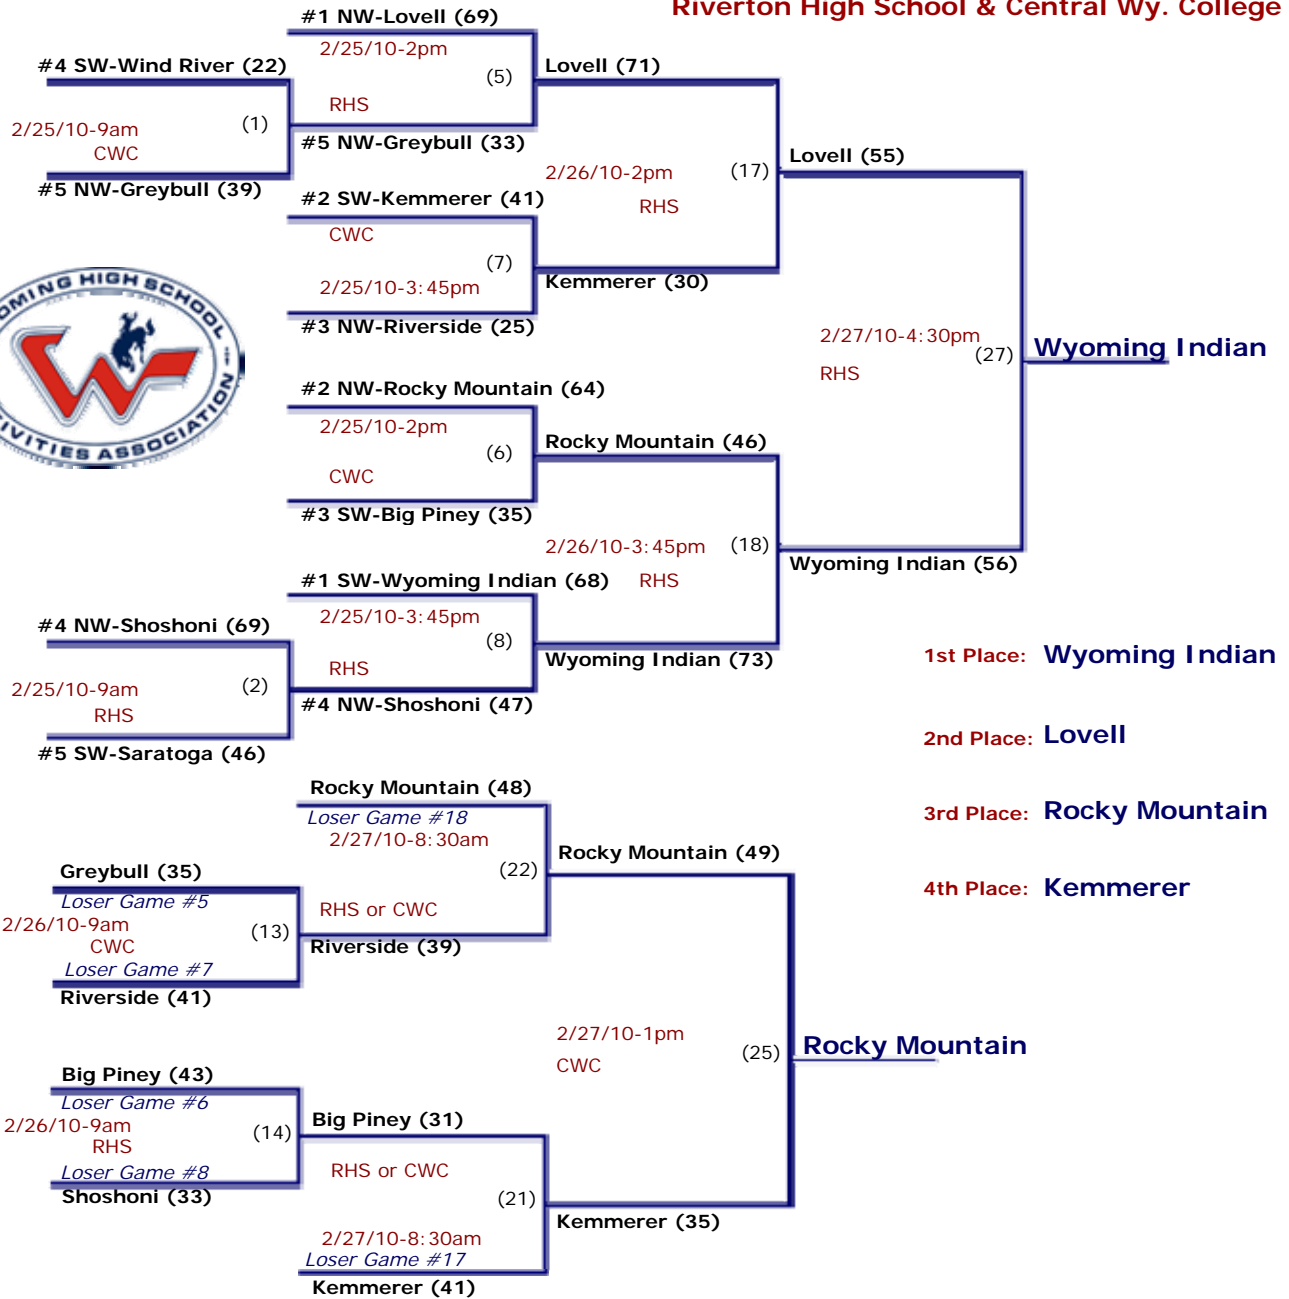 Riverton High School & Central Wy. College
#1 NW-Lovell (69)
2/25/10-2pm
(5)
RHS
#4 SW-Wind River (22)
2/25/10-9am
(1)
CWC
#5 NW-Greybull (39)
#5 NW-Greybull (33)
Lovell (71)
2/26/10-2pm
(17)
RHS
#2 SW-Kemmerer (41)
CWC
(7)
2/25/10-3:45pm
#3 NW-Riverside (25)
Kemmerer (30)
Lovell (55)
2/27/10-4:30pm
(27)
RHS
Wyoming Indian
OMING HIGH SCHOOL
W
IVITIES ASSOCIATION
#2 NW-Rocky Mountain (64)
2/25/10-2pm
(6)
CWC
#3 SW-Big Piney (35)
Rocky Mountain (46)
2/26/10-3:45pm
(18)
RHS
Wyoming Indian (56)
#1 SW-Wyoming Indian (68)
2/25/10-3:45pm
(8)
RHS
#4 NW-Shoshoni (69)
2/25/10-9am
(2)
RHS
#5 SW-Saratoga (46)
#4 NW-Shoshoni (47)
Wyoming Indian (73)
1st Place: Wyoming Indian
2nd Place: Lovell
3rd Place: Rocky Mountain
4th Place: Kemmerer
Rocky Mountain (48)
Loser Game #18
2/27/10-8:30am
(22)
RHS or CWC
Greybull (35)
Loser Game #5
2/26/10-9am
(13)
CWC
Loser Game #7
Riverside (41)
Riverside (39)
Rocky Mountain (49)
2/27/10-1pm
(25)
CWC
Rocky Mountain
Big Piney (43)
Loser Game #6
2/26/10-9am
(14)
RHS
Loser Game #8
Shoshoni (33)
Big Piney (31)
RHS or CWC
(21)
2/27/10-8:30am
Loser Game #17
Kemmerer (41)
Kemmerer (35)